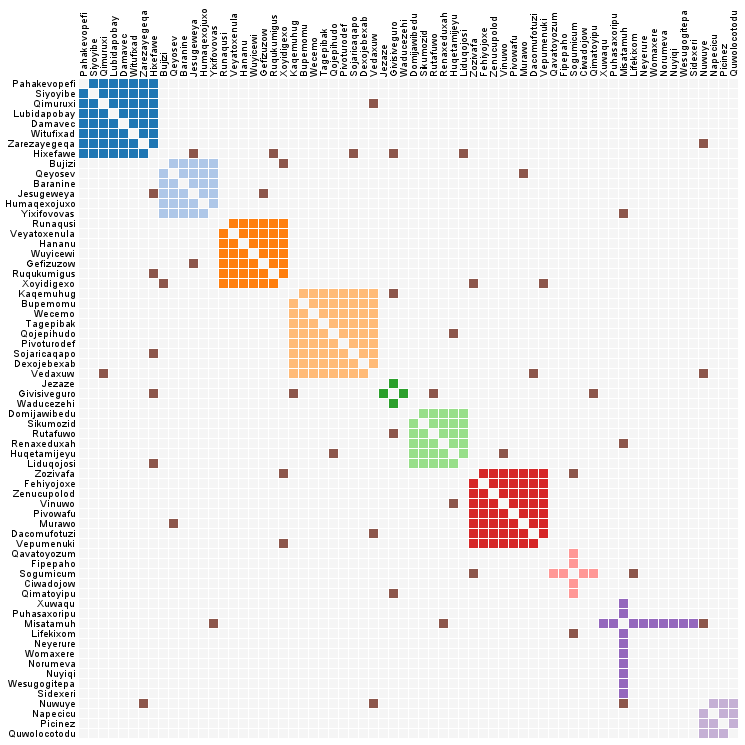 Pahakevopefi
Siyoyibe
Qimuruxi
Lubidapobay
Damavec
Witufixad
Zarezayegeqa
Hixefawe
Bujizi
Qeyosev
Baranine
Jesugeweya
Humaqexojuxo
Yixifovovas
Runaqusi
Veyatoxenula
Hananu
Wuyicewi
Gefizuzow
Ruqukumigus
Xoyidigexo
Kaqemuhug
Bupemomu
Wecemo
Tagepibak
Qojepihudo
Pivoturodef
Sojaricaqapo
Dexojebexab
Vedaxuw
Jezaze
Givisiveguro
Waducezehi
Domijawibedu
Sikumozid
Rutafuwo
Renaxeduxah
Huqetamijeyu
Liduqojosi
Zozivafa
Fehiyojoxe
Zenucupolod
Vinuwo
Pivowafu
Murawo
Dacomufotuzi
Vepumenuki
Qavatoyozum
Fipepaho
Sogumicum
Ciwadojow
Qimatoyipu
Xuwaqu
Puhasaxoripu
Misatamuh
Lifekixom
Neyerure
Womaxere
Norumeva
Nuyiqi
Wesugogitepa
Sidexeri
Nuwuye
Napecicu
Picinez
Quwolocotodu
Pahakevopefi
Siyoyibe
Qimuruxi
Lubidapobay
Damavec
Witufixad
Zarezayegeqa
Hixefawe
Bujizi
Qeyosev
Baranine
Jesugeweya
Humaqexojuxo
Yixifovovas
Runaqusi
Veyatoxenula
Hananu
Wuyicewi
Gefizuzow
Ruqukumigus
Xoyidigexo
Kaqemuhug
Bupemomu
Wecemo
Tagepibak
Qojepihudo
Pivoturodef
Sojaricaqapo
Dexojebexab
Vedaxuw
Jezaze
Givisiveguro
Waducezehi
Domijawibedu
Sikumozid
Rutafuwo
Renaxeduxah
Huqetamijeyu
Liduqojosi
Zozivafa
Fehiyojoxe
Zenucupolod
Vinuwo
Pivowafu
Murawo
Dacomufotuzi
Vepumenuki
Qavatoyozum
Fipepaho
Sogumicum
Ciwadojow
Qimatoyipu
Xuwaqu
Puhasaxoripu
Misatamuh
Lifekixom
Neyerure
Womaxere
Norumeva
Nuyiqi
Wesugogitepa
Sidexeri
Nuwuye
Napecicu
Picinez
Quwolocotodu